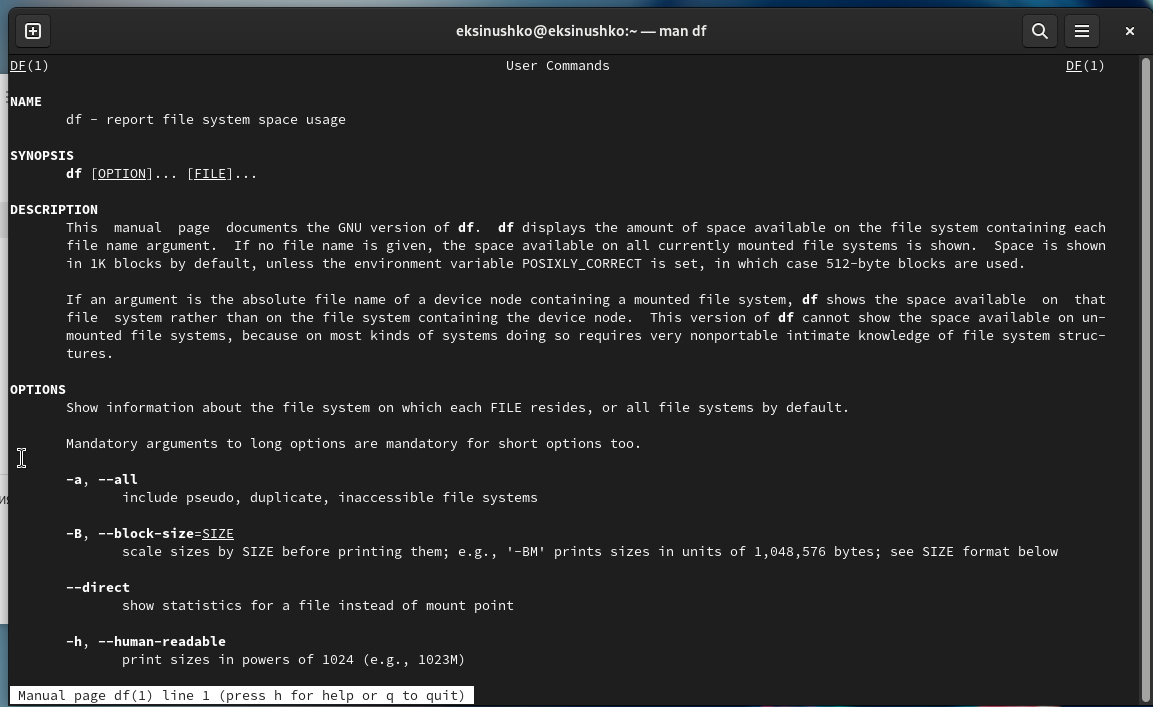 eksinushko@eksinushko:~ — man df
DF(1) User Commands DF(1)
NAME
df - report file system space usage
SYNOPSIS
df [OPTION]... [FILE]...
DESCRIPTION
This manual page documents the GNU version of df. df displays the amount of space available on the file system containing each
file name argument. If no file name is given, the space available on all currently mounted file systems is shown. Space is shown
in 1K blocks by default, unless the environment variable POSIXLY_CORRECT is set, in which case 512-byte blocks are used.
If an argument is the absolute file name of a device node containing a mounted file system, df shows the space available on that
file system rather than on the file system containing the device node. This version of df cannot show the space available on un-
mounted file systems, because on most kinds of systems doing so requires very nonportable intimate knowledge of file system struc-
tures.
OPTIONS
Show information about the file system on which each FILE resides, or all file systems by default.
Mandatory arguments to long options are mandatory for short options too.
-a, --all
include pseudo, duplicate, inaccessible file systems
-B, --block-size=SIZE
scale sizes by SIZE before printing them; e.g., '-BM' prints sizes in units of 1,048,576 bytes; see SIZE format below
--direct
show statistics for a file instead of mount point
-h, --human-readable
print sizes in powers of 1024 (e.g., 1023M)
Manual page df(1) line 1 (press h for help or q to quit)